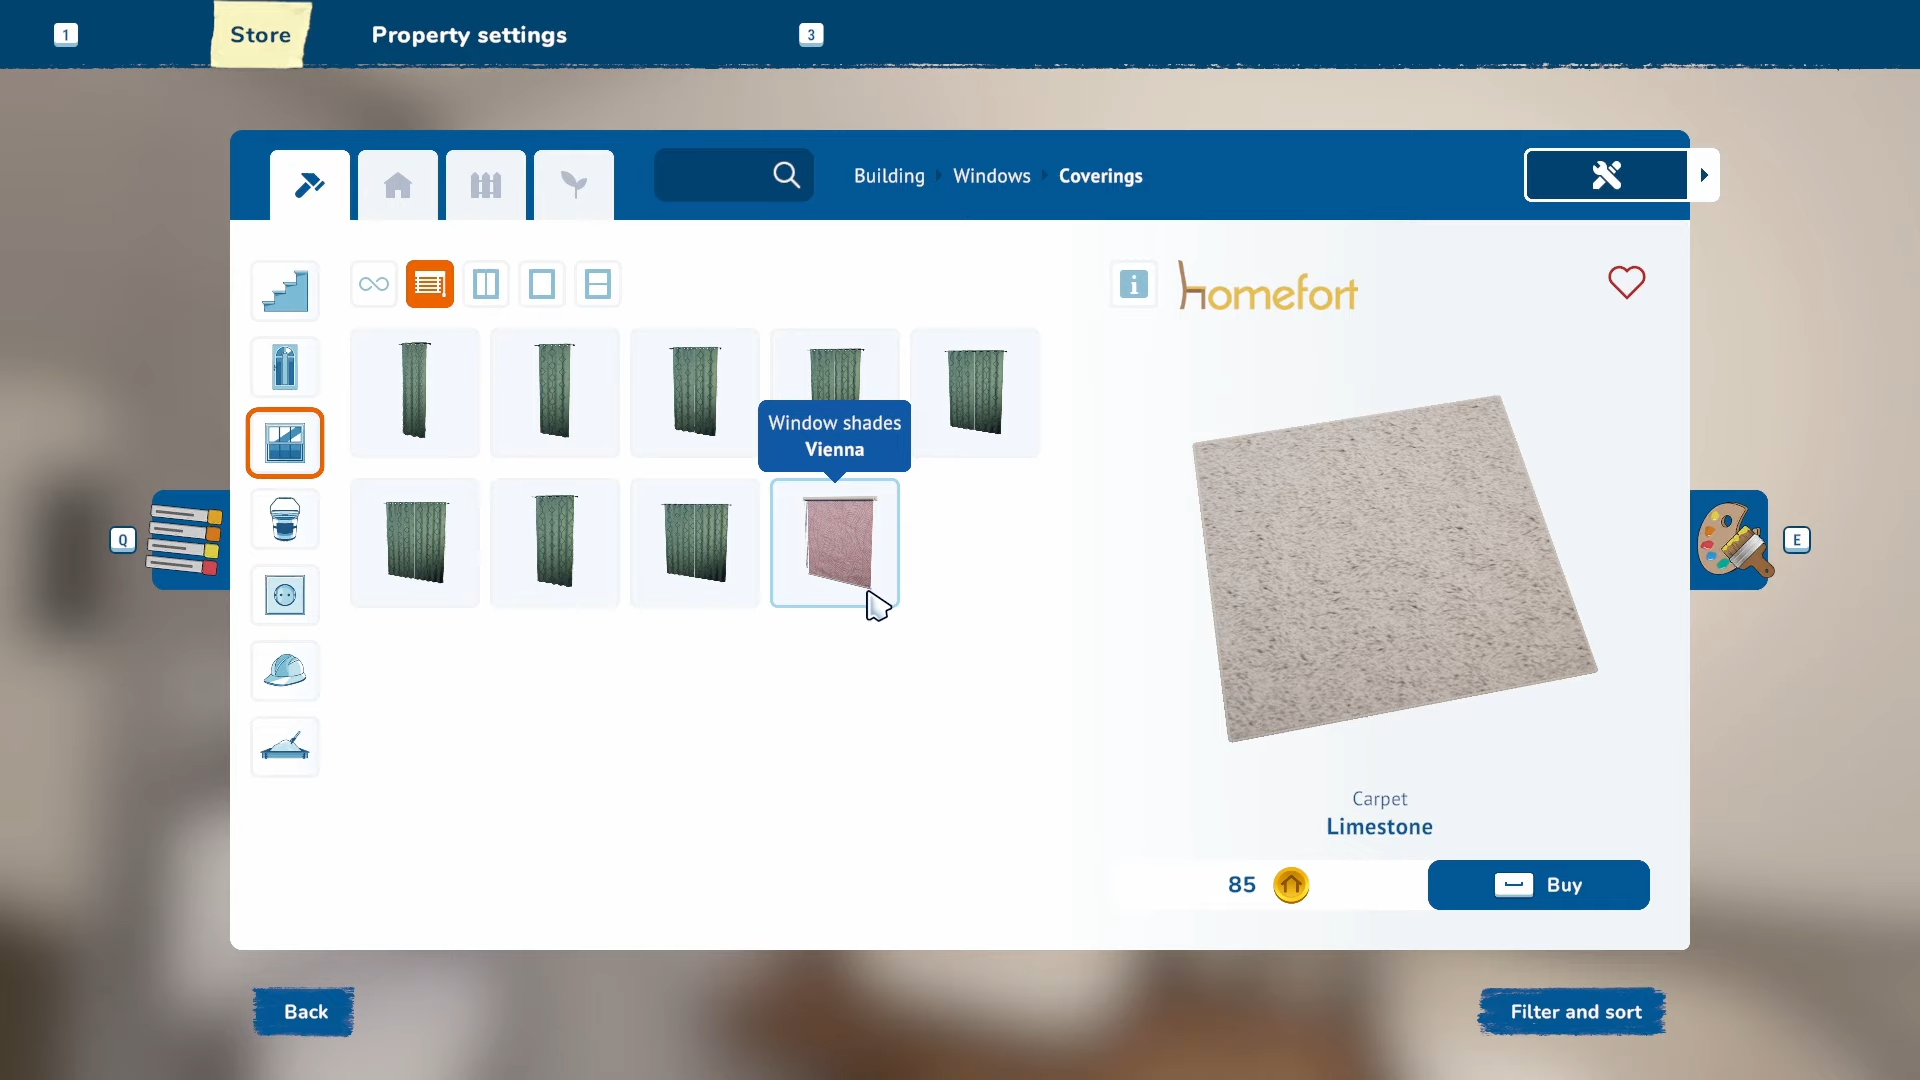 1
Store
Property settings
3
Building
Windows
Coverings
homefort
Window shades
Vienna
Q
E
Carpet
Limestone
85
Buy
Back
Filter and sort